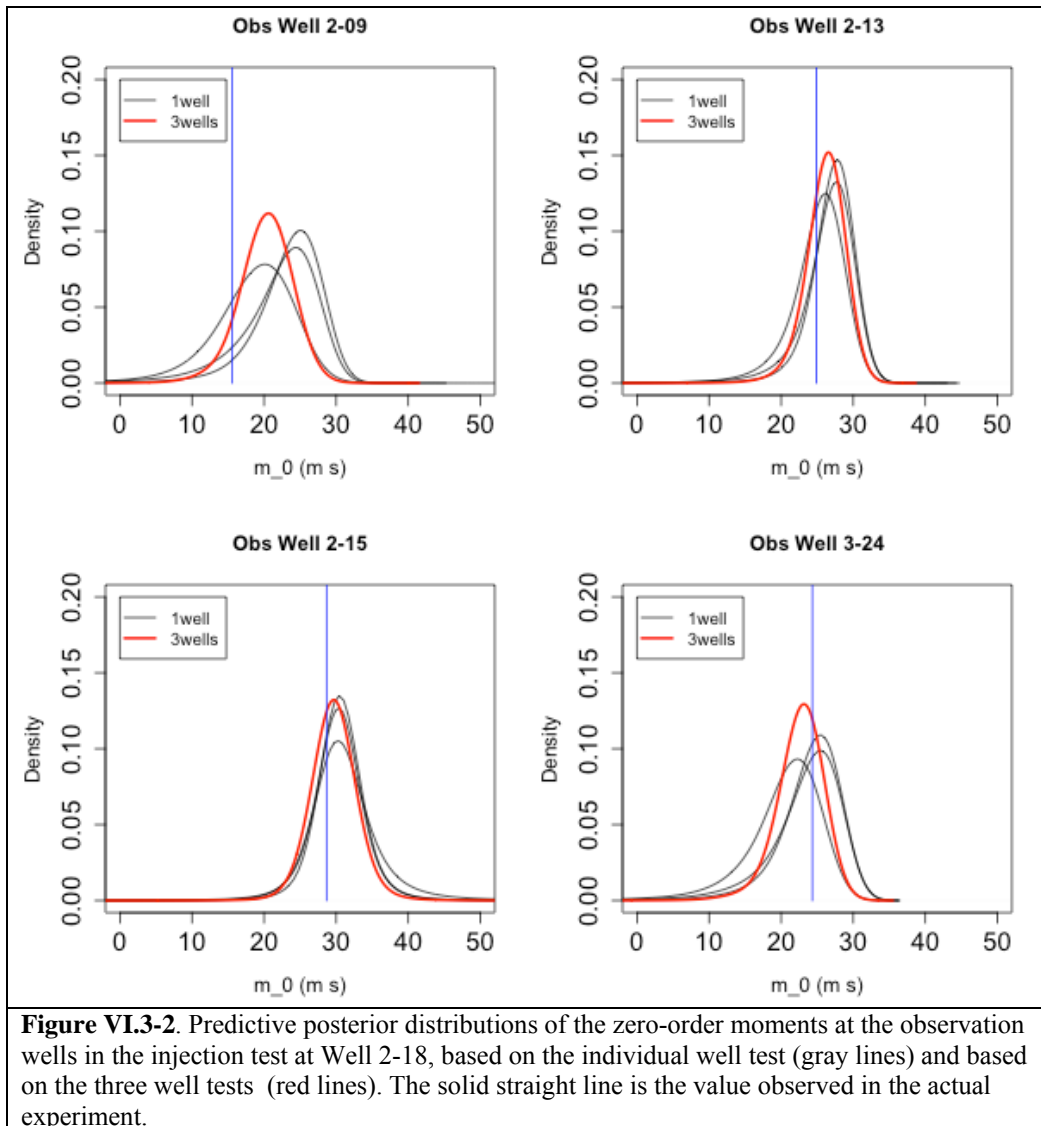 Obs Well 2-09
Obs Well 2-13
0.20
0.15
0.10
0.05
0.00
Density
1well
3wells
0 10 20 30 40 50
m_0 (m s)
0.20
0.15
0.10
0.05
0.00
Density
1well
3wells
0 10 20 30 40 50
m_0 (m s)
Obs Well 2-15
Obs Well 3-24
0.20
0.15
0.10
0.05
0.00
Density
1well
3wells
0 10 20 30 40 50
m_0 (m s)
0.20
0.15
0.10
0.05
0.00
Density
1well
3wells
0 10 20 30 40 50
m_0 (m s)
Figure VI.3-2. Predictive posterior distributions of the zero-order moments at the observation
wells in the injection test at Well 2-18, based on the individual well test (gray lines) and based
on the three well tests (red lines). The solid straight line is the value observed in the actual
experiment.